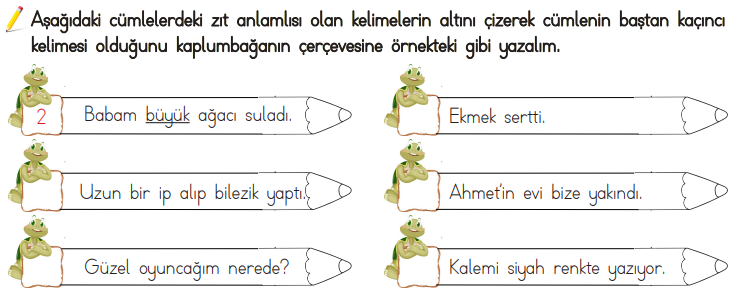 Aşağıdaki cümlelerdeki zıt anlamlısı olan kelimelerin altını çizerek cümlenin baştan kaçıncı
kelimesi olduğunu kaplumbağanın çerçevesine örnekteki gibi yazalım.
2 Babam büyük ağacı suladı.
Ekmek sertti.
Uzun bir ip alıp bilezik yaptı.
Ahmet'in evi bize yakındı.
Güzel oyuncağım nerede?
Kalemi siyah renkte yazıyor.